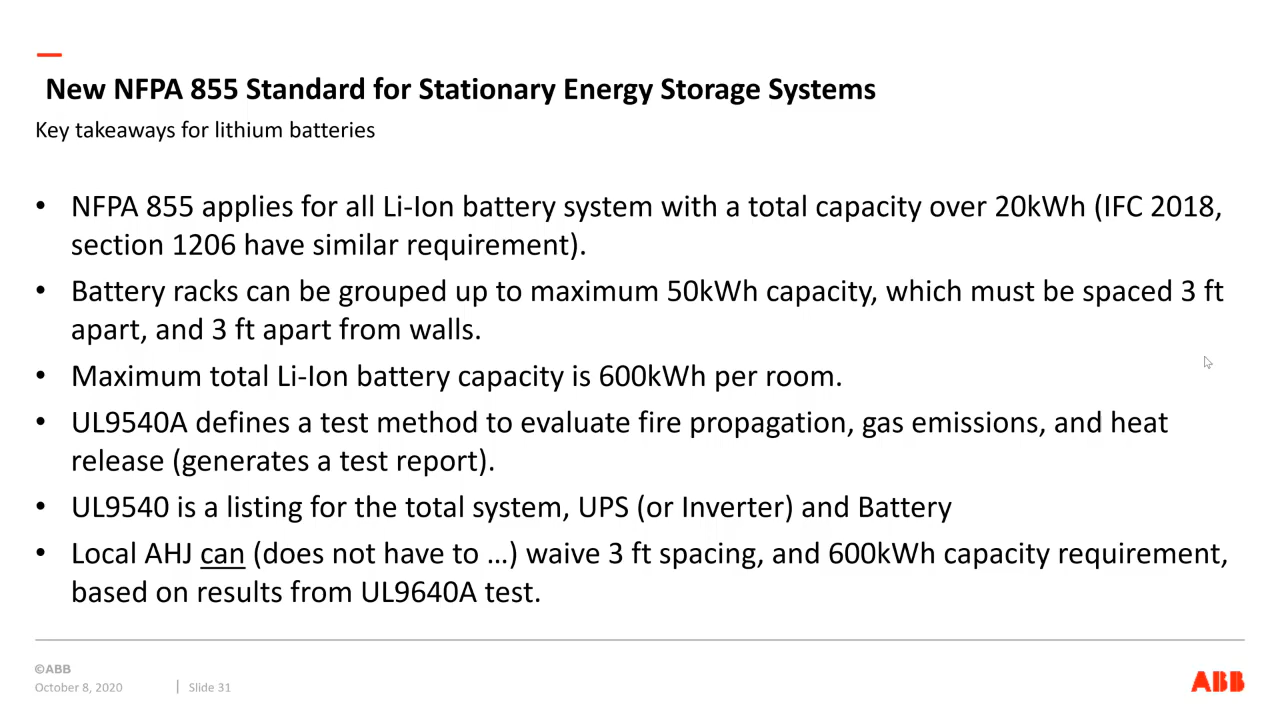 New NFPA 855 Standard for Stationary Energy Storage Systems
Key takeaways for lithium batteries
• NFPA 855 applies for all Li-Ion battery system with a total capacity over 20kWh (IFC 2018,
section 1206 have similar requirement).
• Battery racks can be grouped up to maximum 50kWh capacity, which must be spaced 3 ft
apart, and 3 ft apart from walls.
• Maximum total Li-Ion battery capacity is 600kWh per room.
• UL9540A defines a test method to evaluate fire propagation, gas emissions, and heat
release (generates a test report).
• UL9540 is a listing for the total system, UPS (or Inverter) and Battery
• Local AHJ can (does not have to …) waive 3 ft spacing, and 600kWh capacity requirement,
based on results from UL9640A test.
©ABB
October 8, 2020 | Slide 31
ABB